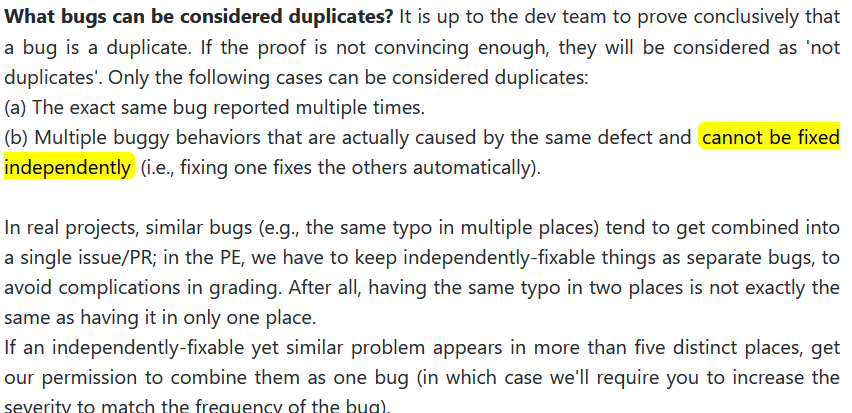 What bugs can be considered duplicates? It is up to the dev team to prove conclusively that
a bug is a duplicate. If the proof is not convincing enough, they will be considered as 'not
duplicates'. Only the following cases can be considered duplicates:
(a) The exact same bug reported multiple times.
(b) Multiple buggy behaviors that are actually caused by the same defect and cannot be fixed
independently (i.e., fixing one fixes the others automatically).
In real projects, similar bugs (e.g., the same typo in multiple places) tend to get combined into
a single issue/PR; in the PE, we have to keep independently-fixable things as separate bugs, to
avoid complications in grading. After all, having the same typo in two places is not exactly the
same as having it in only one place.
If an independently-fixable yet similar problem appears in more than five distinct places, get
our permission to combine them as one bug (in which case we'll require you to increase the
severity to match the frequency of the bug).